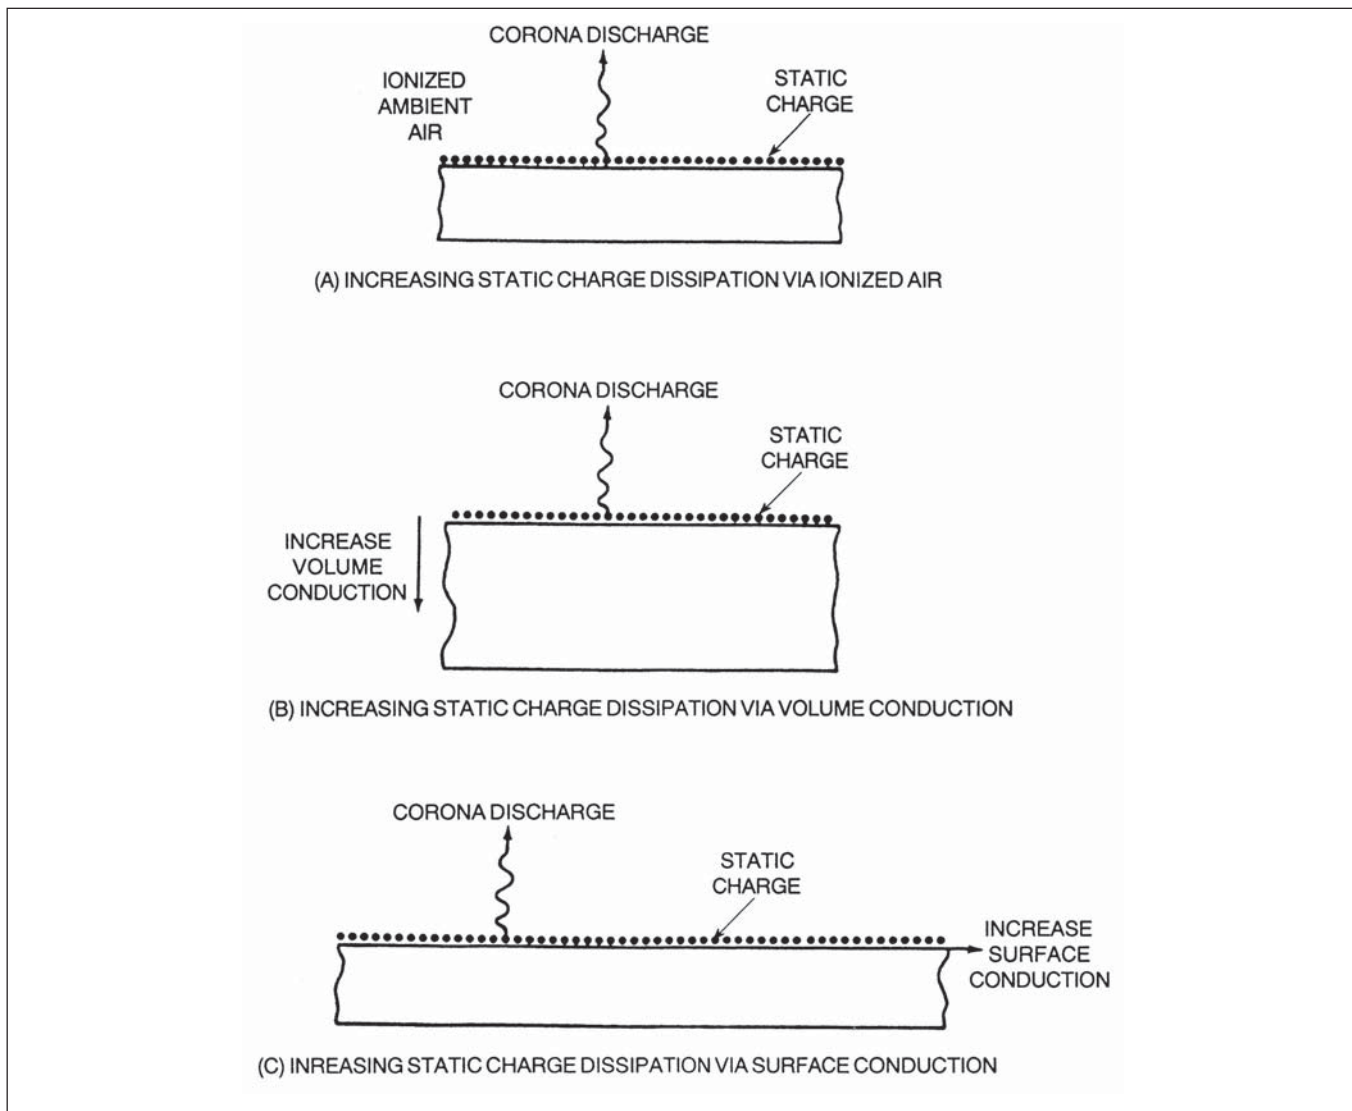 CORONA DISCHARGE
IONIZED
AMBIENT
AIR
STATIC
CHARGE
(A) INCREASING STATIC CHARGE DISSIPATION VIA IONIZED AIR
CORONA DISCHARGE
STATIC
CHARGE
INCREASE
VOLUME
CONDUCTION
(B) INCREASING STATIC CHARGE DISSIPATION VIA VOLUME CONDUCTION
CORONA DISCHARGE
STATIC
CHARGE
INCREASE
SURFACE
CONDUCTION
(C) INREASING STATIC CHARGE DISSIPATION VIA SURFACE CONDUCTION